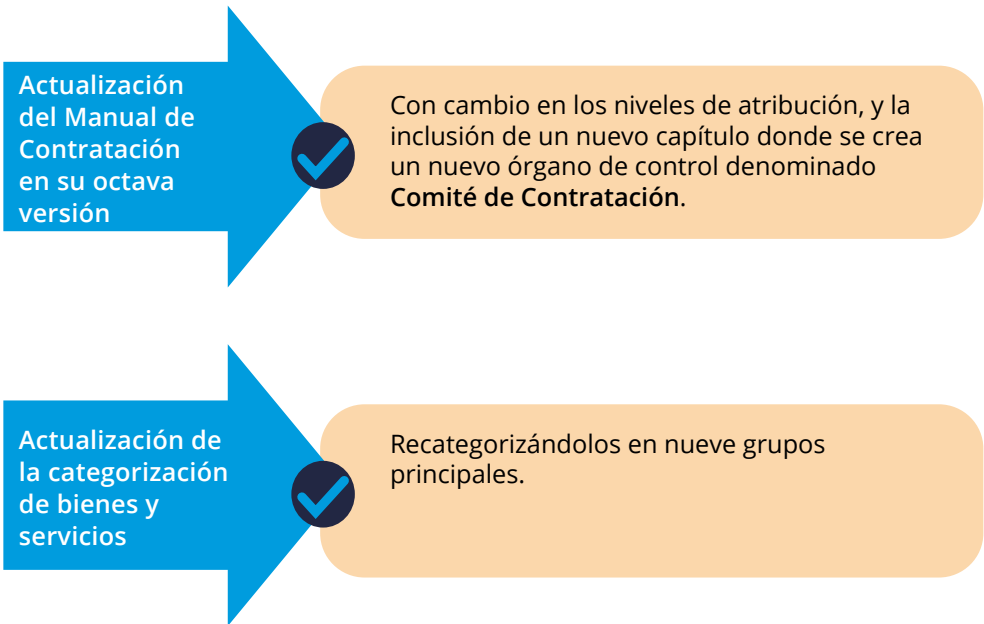 Actualización
del Manual de
Contratación
en su octava
versión
Con cambio en los niveles de atribución, y la
inclusión de un nuevo capítulo donde se crea
un nuevo órgano de control denominado
Comité de Contratación.
Actualización de
la categorización
de bienes y
servicios
Recategorizándolos en nueve grupos
principales.